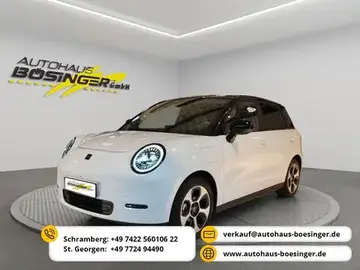 AUTOHAUS
BÖSINGER GmbH
Schramberg: +49 7422 560106 22
St. Georgen: +49 7724 94490
verkauf@autohaus-boesinger.de
autohaus-boesinger.de